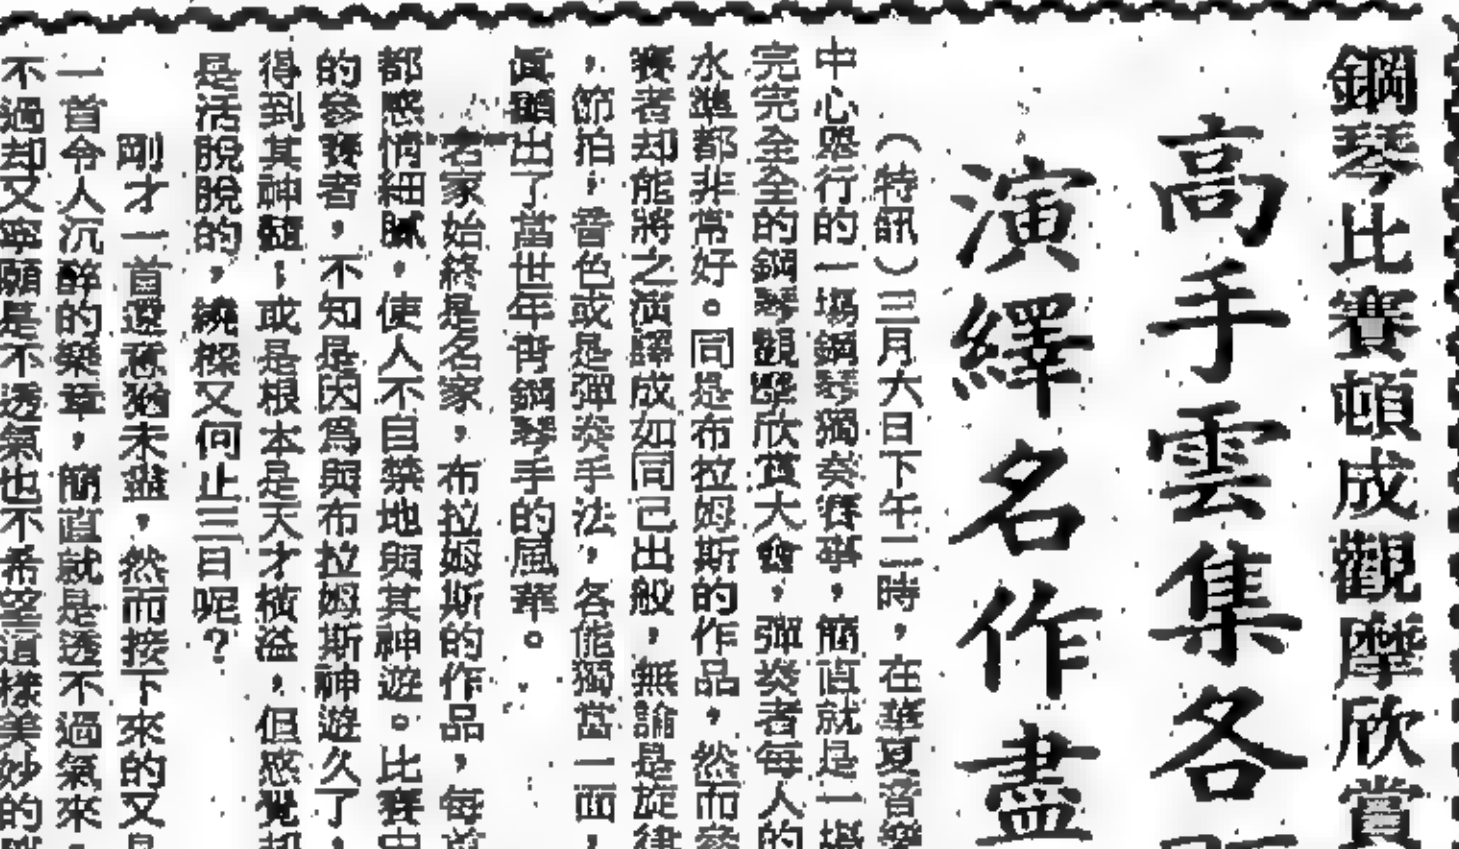 鋼琴比賽頓成觀摩欣賞
高手雲集各
演繹名作盡
（特訊）三月大日下午二時，在華夏音樂
中心舉行的一場鋼琴獨奏賽事，簡直就是一場
完完全全的鋼琴觀摩欣賞大會，彈奏者每人的
水準都非常好。同是布拉姆斯的作品，然而參
賽者却能將之演繹成如同己出般，無論是旋律
，節拍，音色或是彈奏手法，各能獨當一面，
眞顯出了當世年靑鋼琴手的風華。
名家始終是名家，布拉姆斯的作品，每首
都感情細膩，使人不自禁地與其神遊。比賽中
的參賽者，不知是因爲與布拉姆斯神遊久了，
得到其神髓；或是根本是天才橫溢，但感覺却
是活脫脫的，繞樑又何止三日呢？
剛才一首還意猶未盡，然而接下來的又是
一首令人沉醉的樂章，簡直就是透不過氣來。
不過却又寧願是不透氣也不希望這樣美妙的